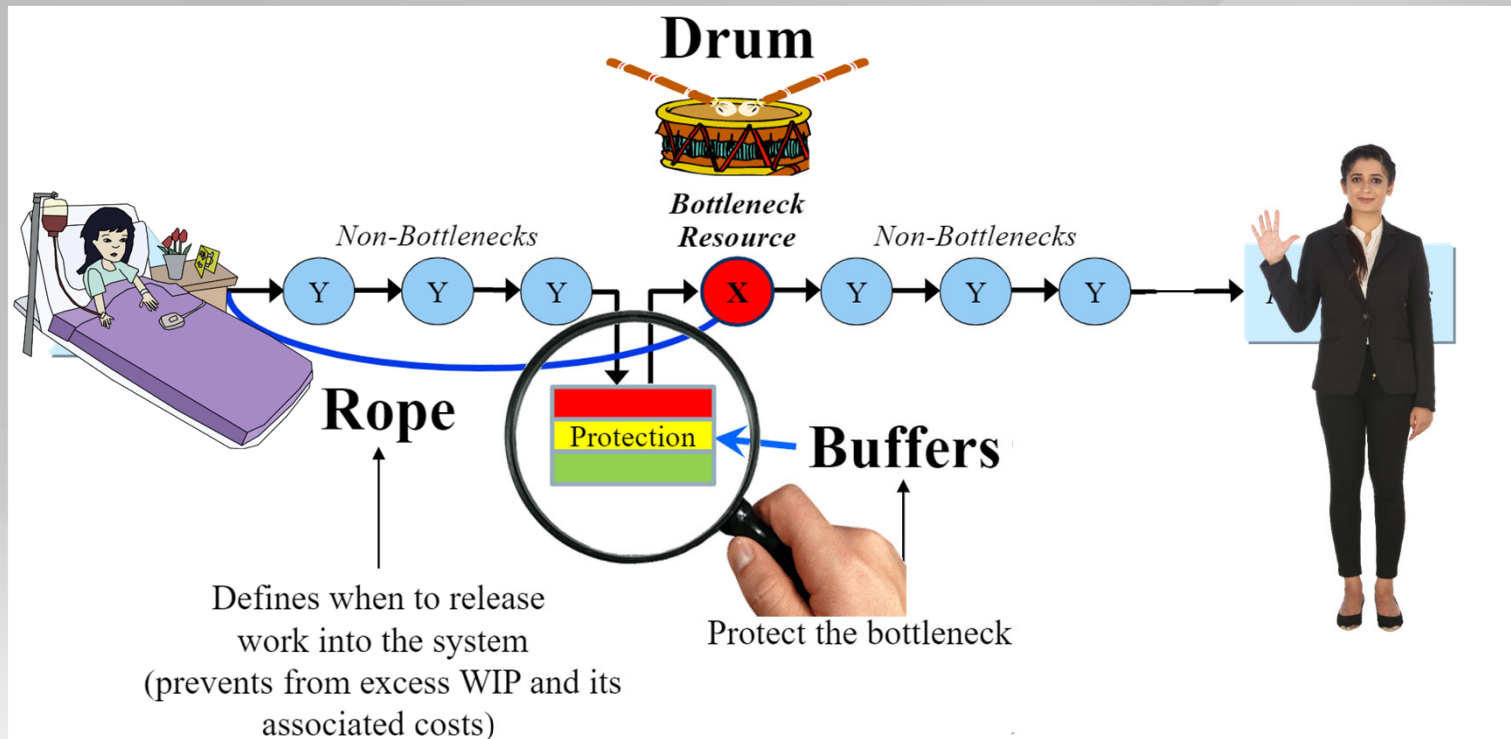 Drum
Bottleneck
Resource
Non-Bottlenecks
Non-Bottlenecks
Y
Y
Y
X
Y
Y
Y
Rope
Protection
Buffers
Defines when to release
work into the system
(prevents from excess WIP and its
associated costs)
Protect the bottleneck